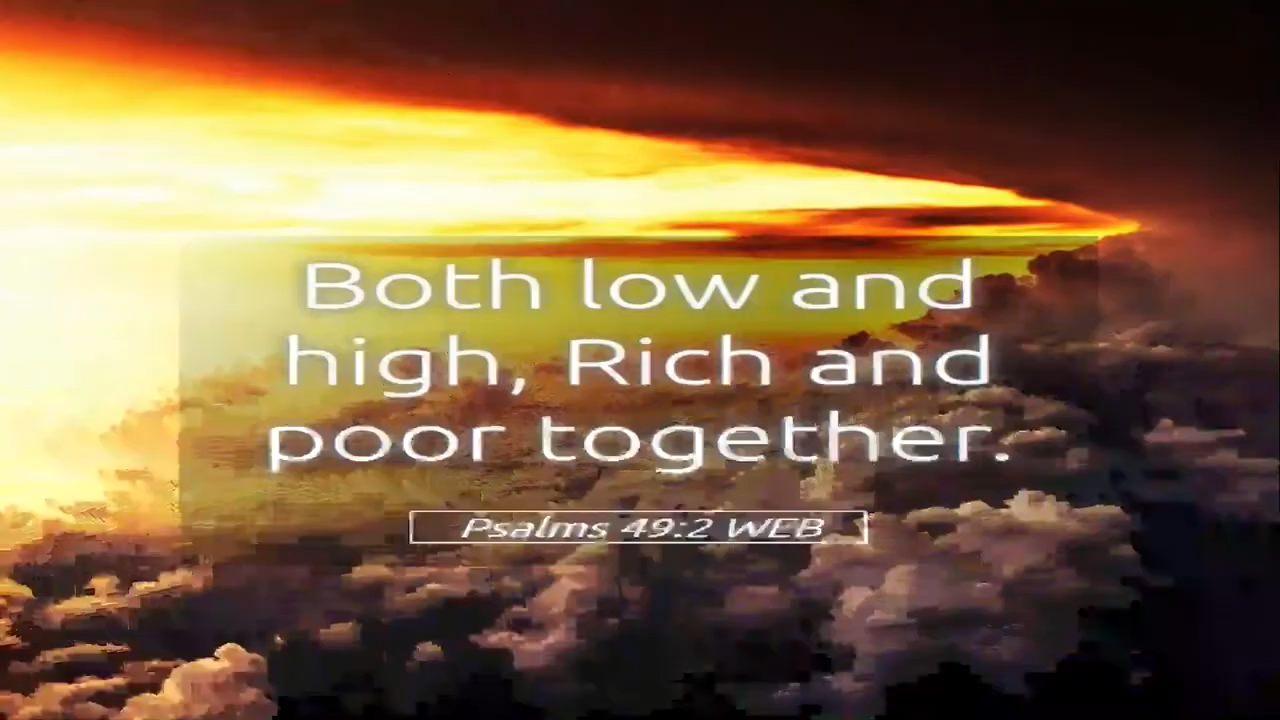 Both low and
high, Rich and
poor together.
Psalms 49:2 WEB